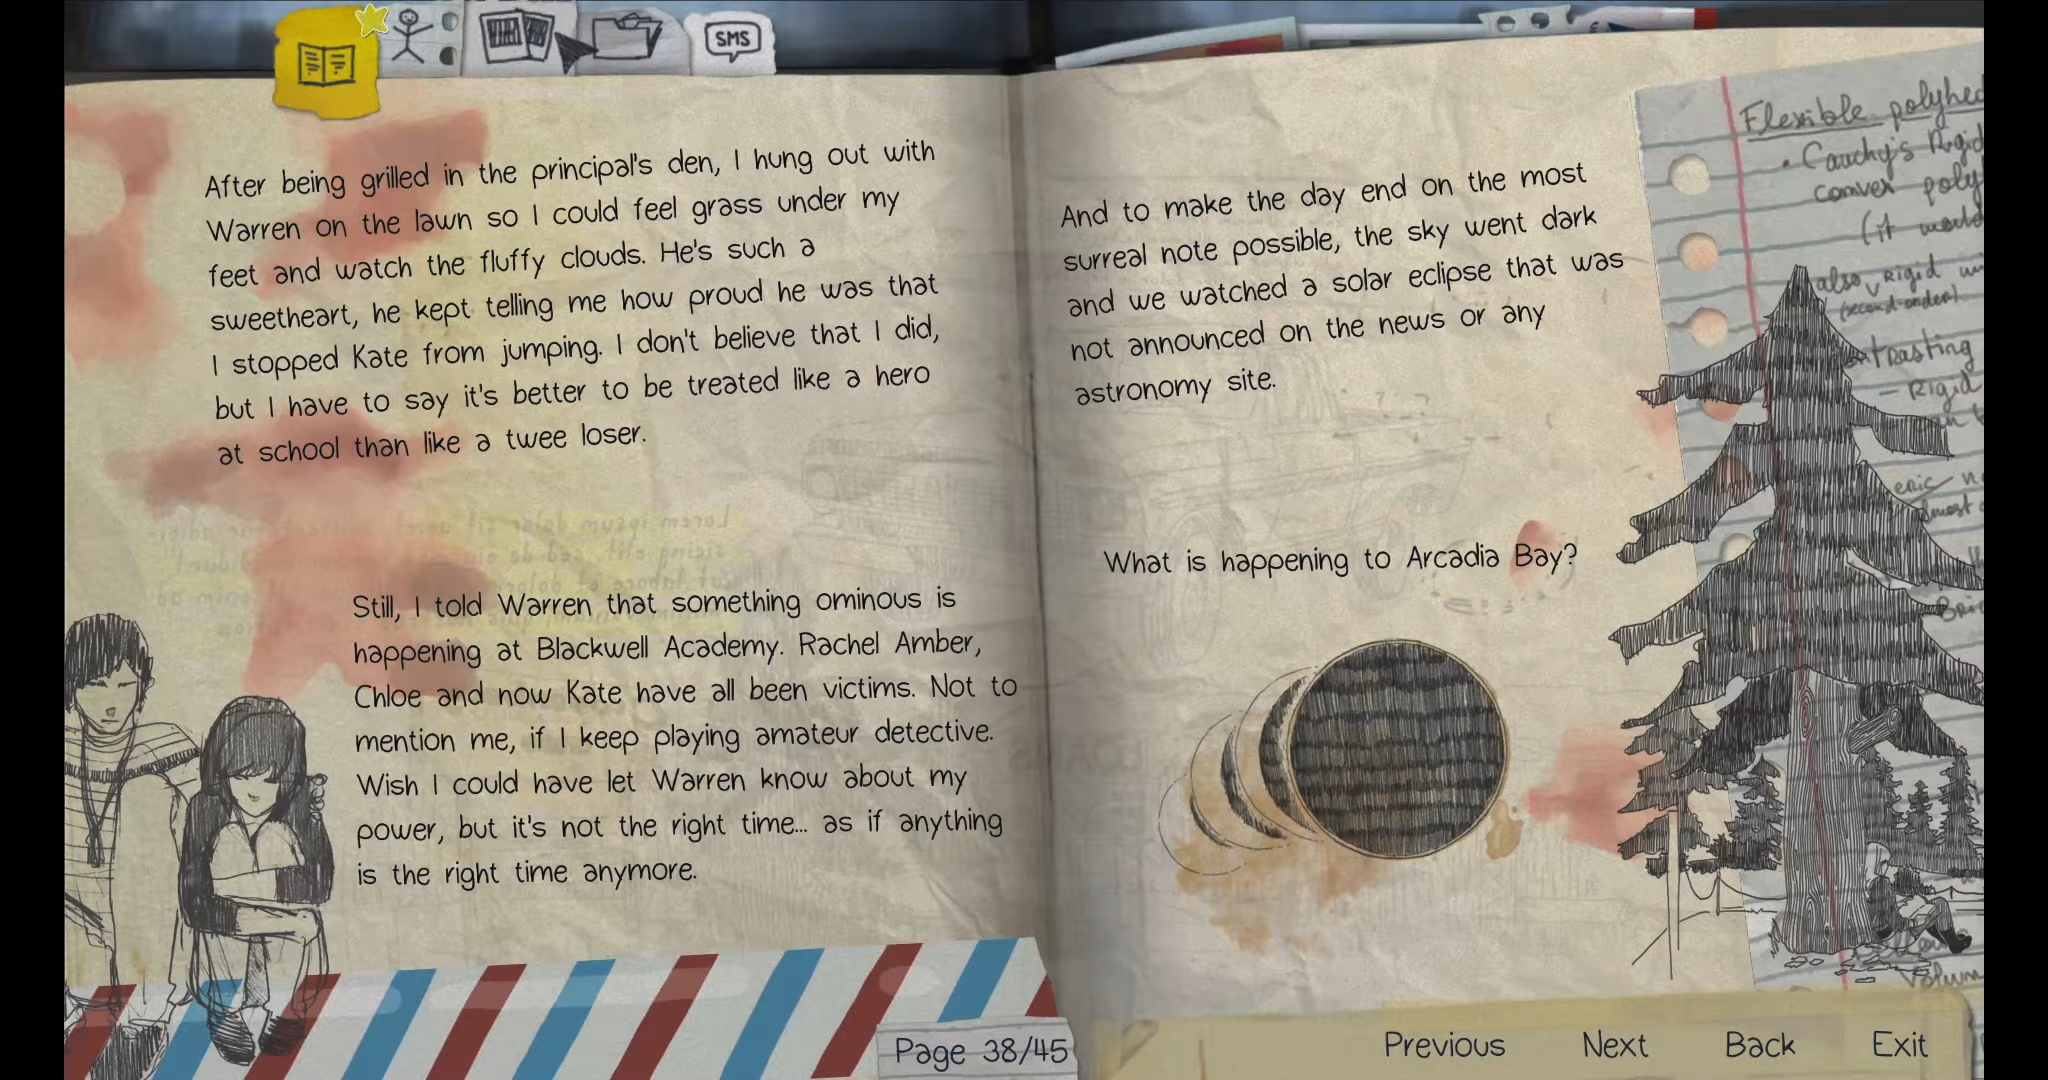 SMS
After being grilled in the principal's den, I hung out with
Warren on the lawn so I could feel grass under my
feet and watch the fluffy clouds. He's such a
sweetheart, he kept telling me how proud he was that
I stopped Kate from jumping. I don't believe that I did,
but I have to say it's better to be treated like a hero
at school than like a twee loser.
Still, I told Warren that something ominous is
happening at Blackwell Academy. Rachel Amber,
Chloe and now Kate have all been victims. Not to
mention me, if I keep playing amateur detective.
Wish I could have let Warren know about my
power, but it's not the right time... as if anything
is the right time anymore.
And to make the day end on the most
surreal note possible, the sky went dark
and we watched a solar eclipse that was
not announced on the news or any
astronomy site.
What is happening to Arcadia Bay?
Flexible polyhed
• Cauchy's Rigid
convex poly
(it would
also Rigid
(second-order)
- Rigid
Page 38/45
Previous Next Back Exit